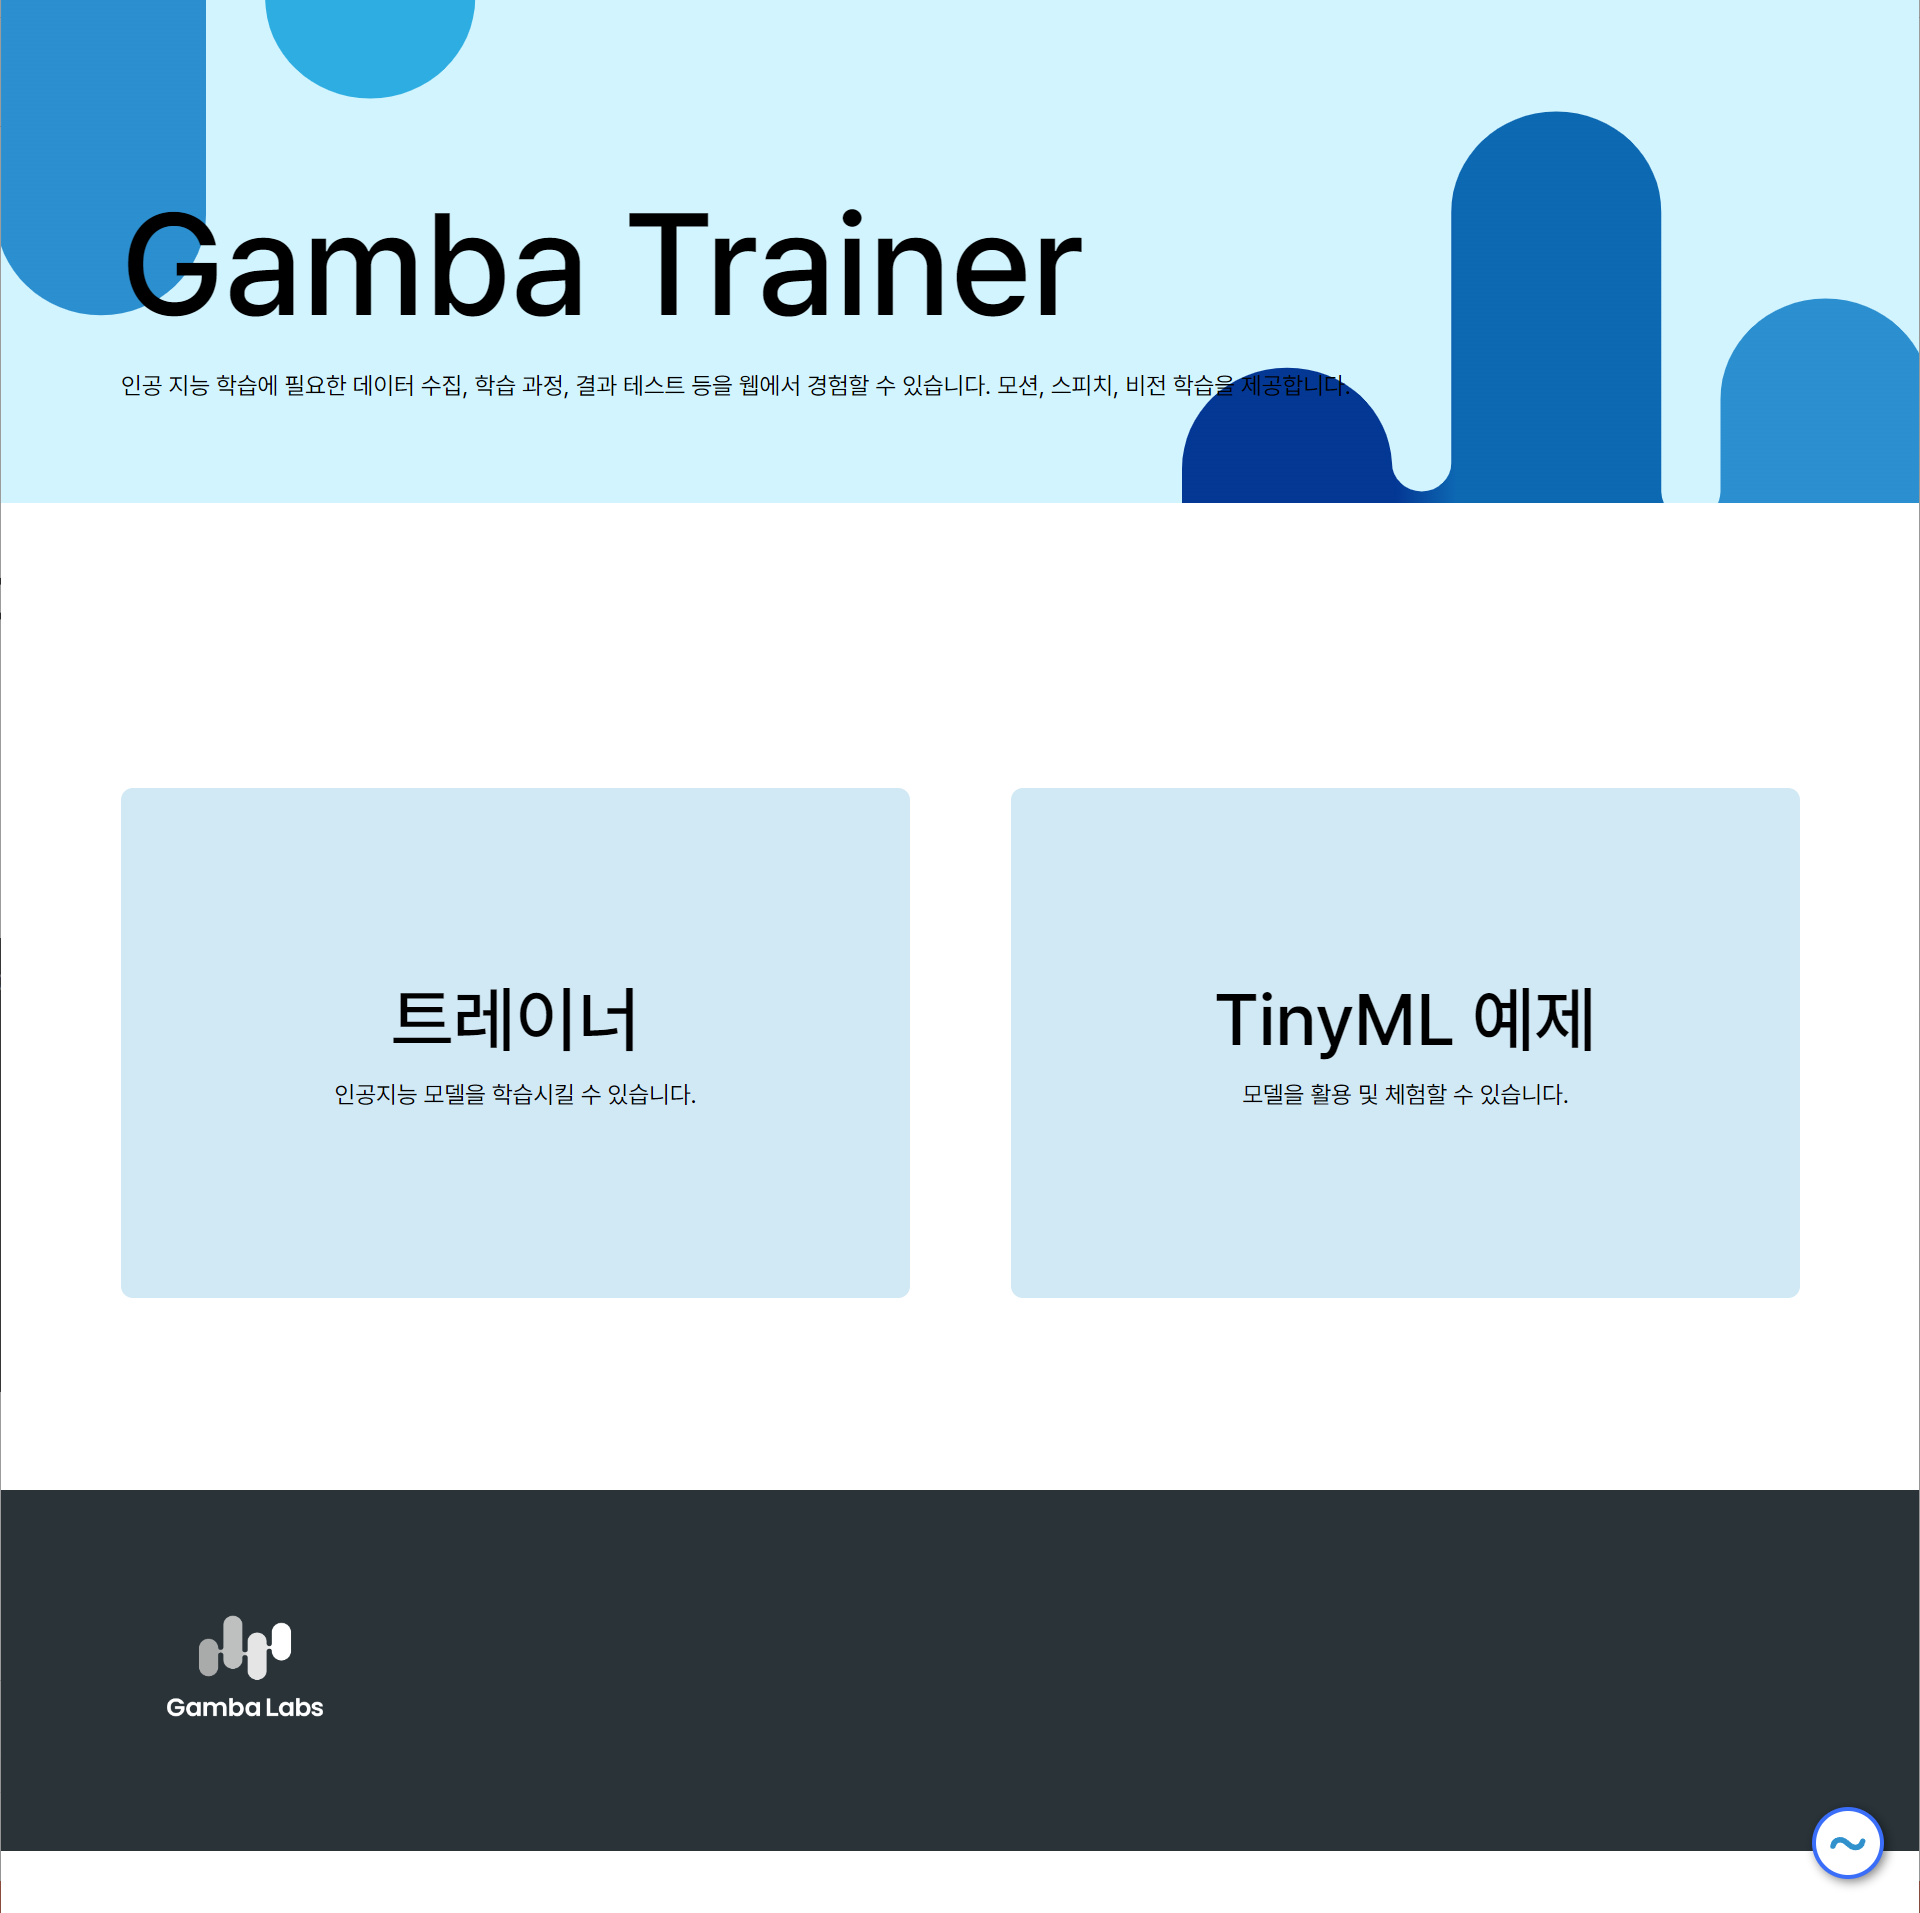 Gamba Trainer
인공 지능 학습에 필요한 데이터 수집, 학습 과정, 결과 테스트 등을 웹에서 경험할 수 있습니다. 모션, 스피치, 비전 학습을 제공합니다.
트레이너
인공지능 모델을 학습시킬 수 있습니다.
TinyML 예제
모델을 활용 및 체험할 수 있습니다.
Gamba Labs